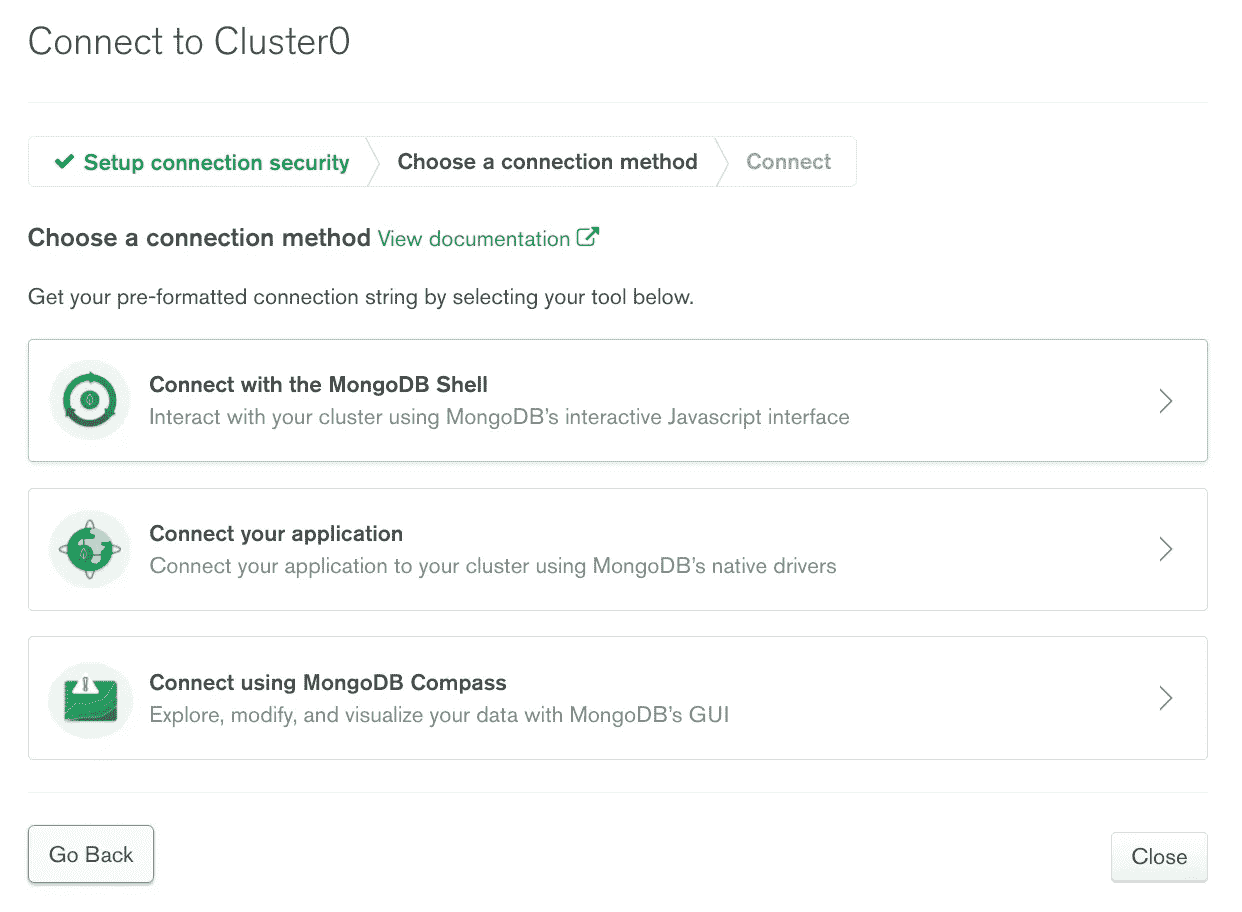 Connect to Cluster0
Setup connection security
Choose a connection method
Connect
Choose a connection method View documentation
Get your pre-formatted connection string by selecting your tool below.
Connect with the MongoDB Shell
Interact with your cluster using MongoDB's interactive Javascript interface
Connect your application
Connect your application to your cluster using MongoDB's native drivers
Connect using MongoDB Compass
Explore, modify, and visualize your data with MongoDB's GUI
Go Back
Close